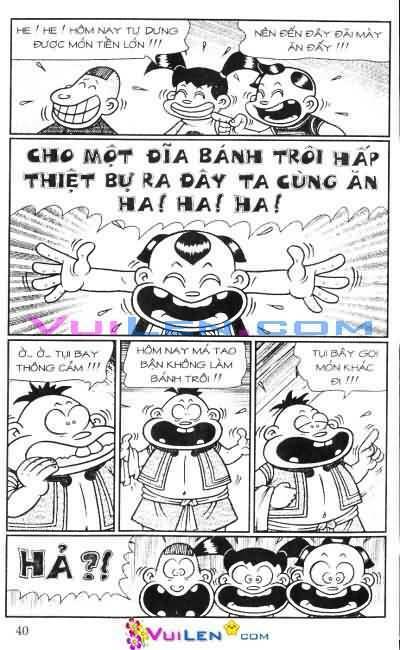 HE! HE! HÔM NAY TỰ DƯNG
ĐƯỢC MÓN TIỀN LỚN!!!
NÊN ĐẾN ĐÂY ĐÃI MÀY
ĂN ĐẤY!!!
CHO MỘT ĐĨA BÁNH TRÔI HẤP
THIỆT BỰ RA ĐÂY TA CÙNG ĂN
HA! HA! HA!
VUILEN.COM
Ờ.. Ờ.. TỤI BAY
THÔNG CẢM!!!
HÔM NAY MÁ TAO
BẬN KHÔNG LÀM
BÁNH TRÔI!!
TỤI BÂY GỌI
MÓN KHÁC
ĐI!!!
HẢ?!
40
VUILEN.COM